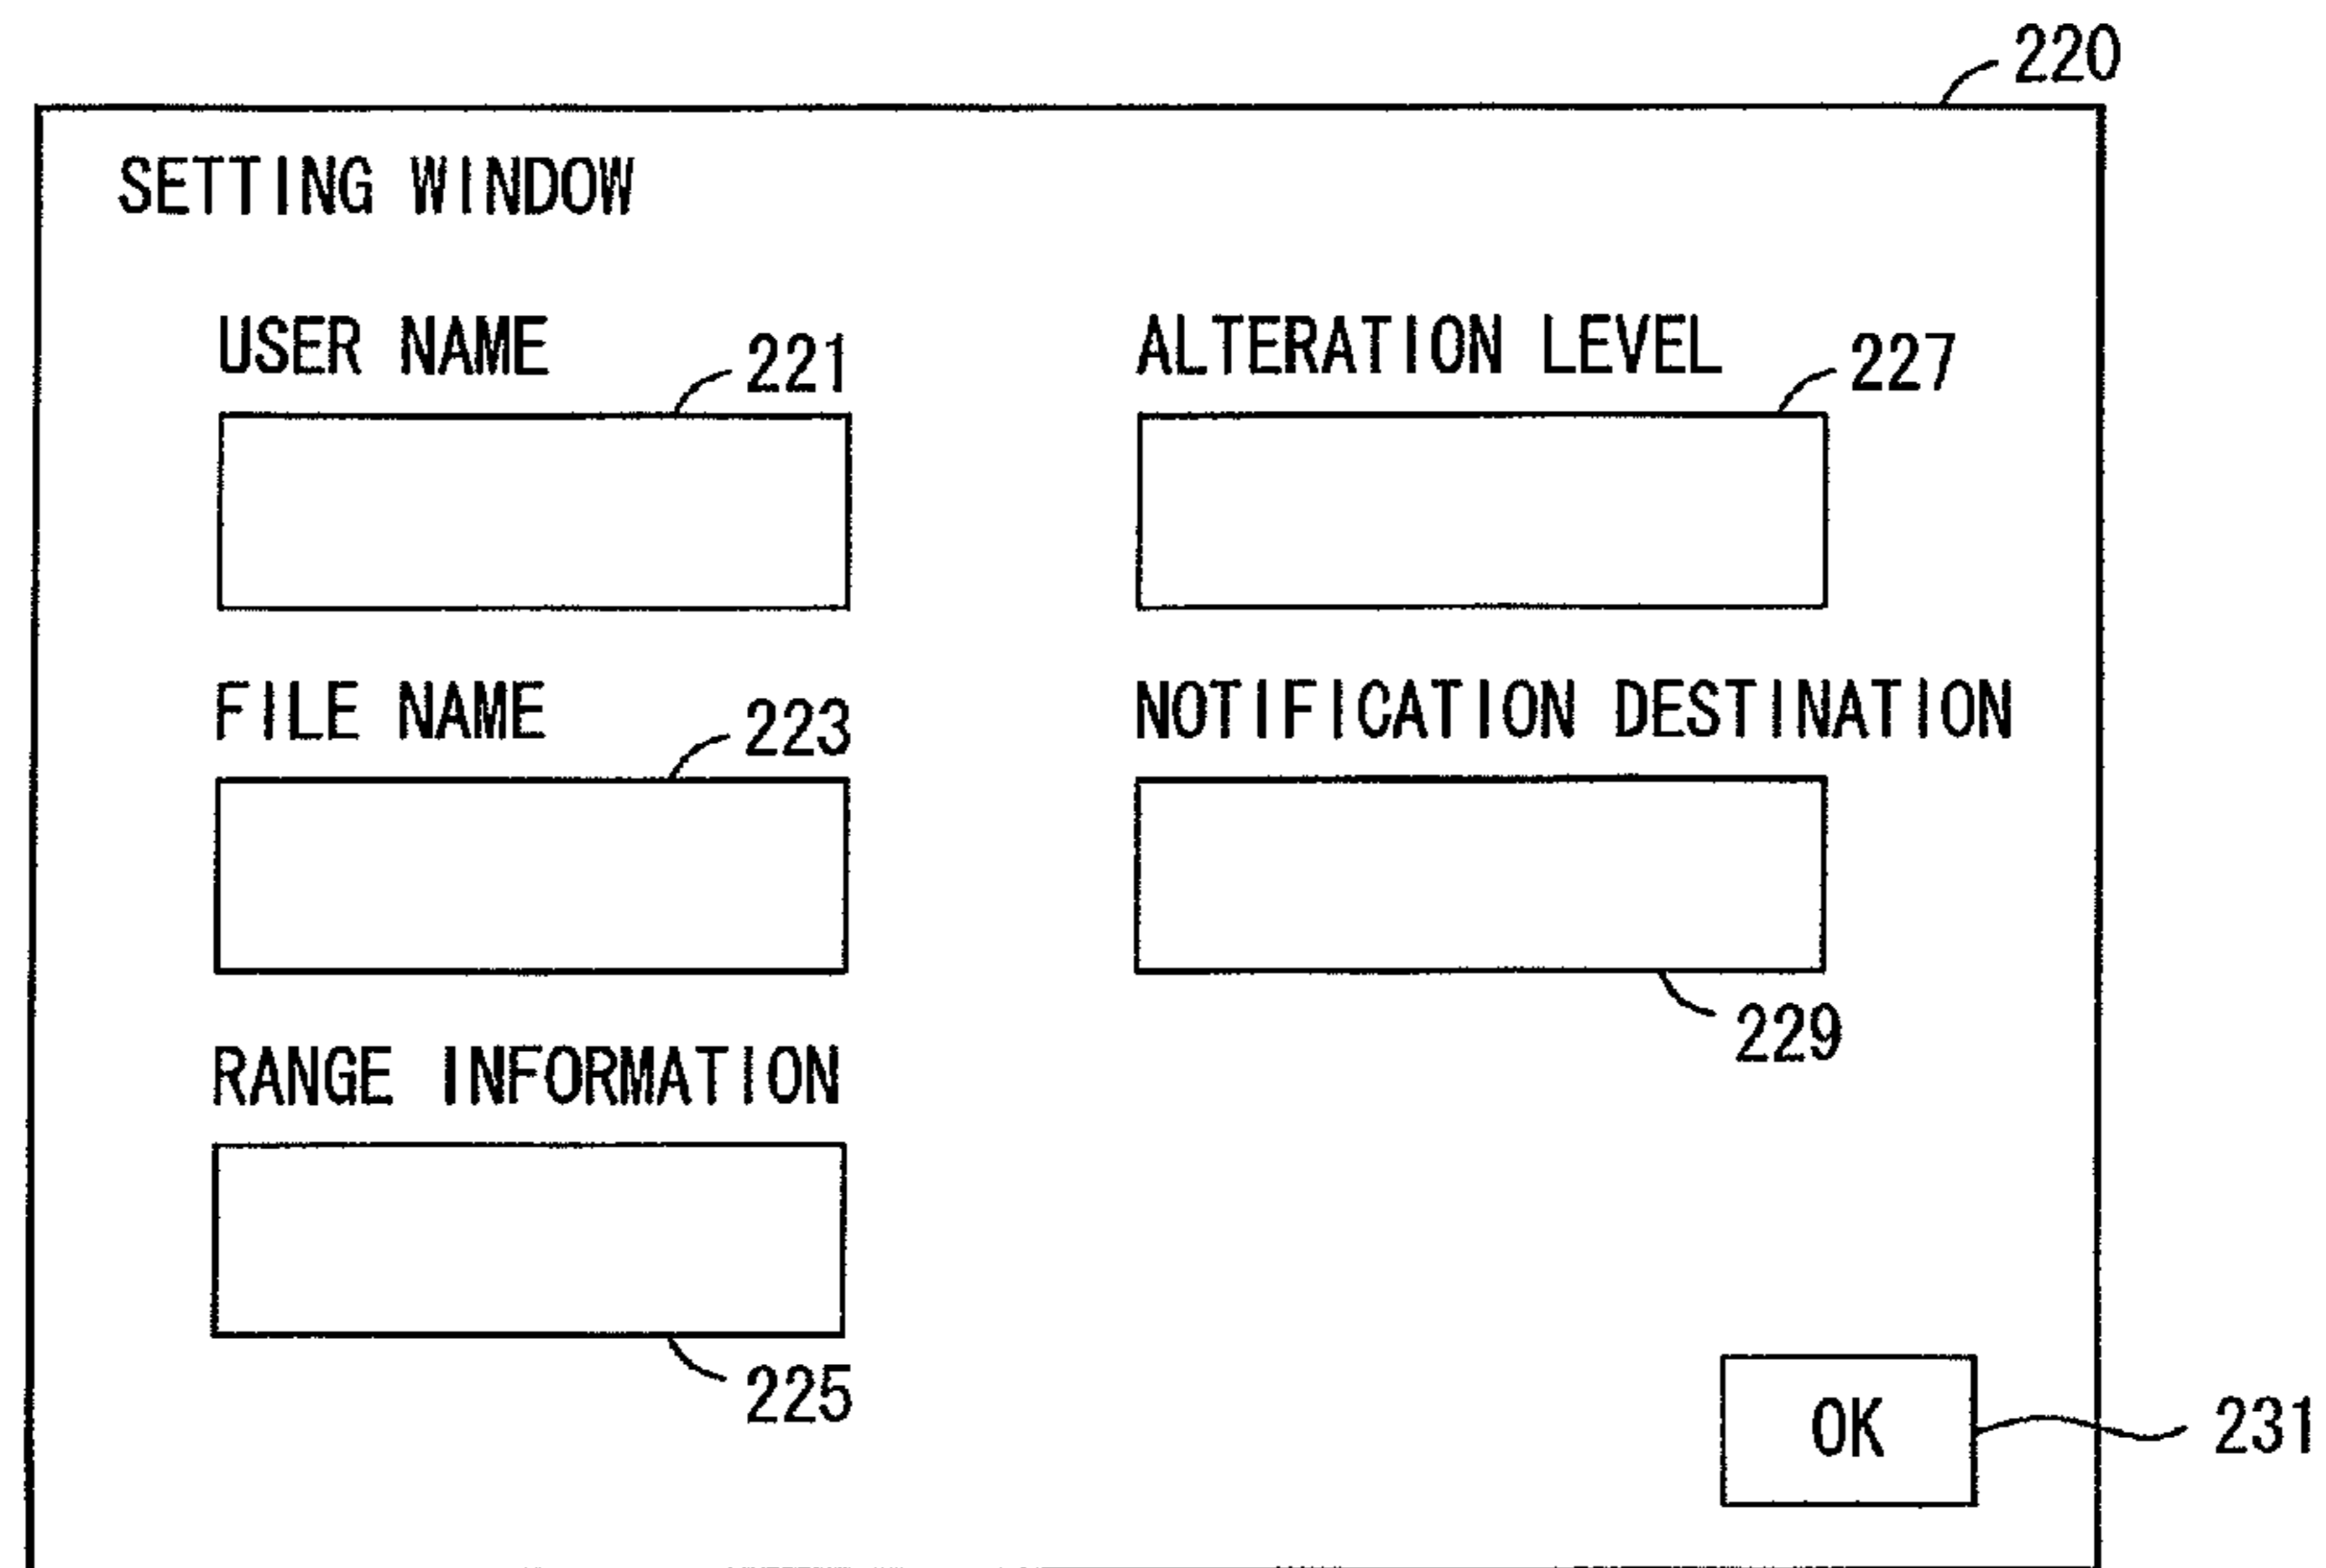 220
SETTING WINDOW
USER NAME
221
ALTERATION LEVEL
227
FILE NAME
223
NOTIFICATION DESTINATION
229
RANGE INFORMATION
225
OK
231